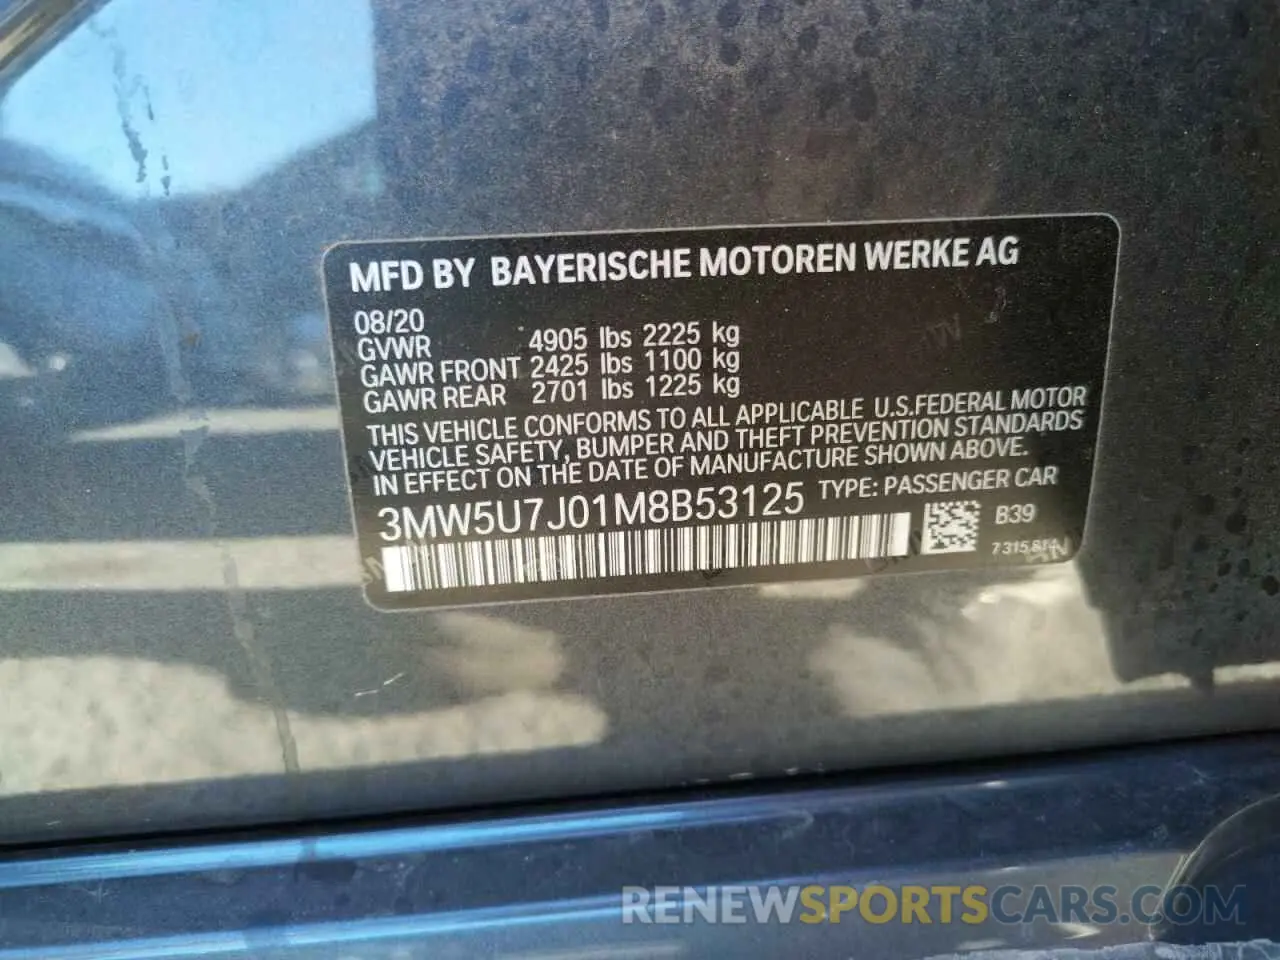 MFD BY BAYERISCHE MOTOREN WERKE AG
08/20
GVWR 4905 lbs 2225 kg
GAWR FRONT 2425 lbs 1100 kg
GAWR REAR 2701 lbs 1225 kg
THIS VEHICLE CONFORMS TO ALL APPLICABLE U.S.FEDERAL MOTOR
VEHICLE SAFETY, BUMPER AND THEFT PREVENTION STANDARDS
IN EFFECT ON THE DATE OF MANUFACTURE SHOWN ABOVE.
3MW5U7J01M8B53125 TYPE: PASSENGER CAR
B39
RENEWSPORTSCARS.COM